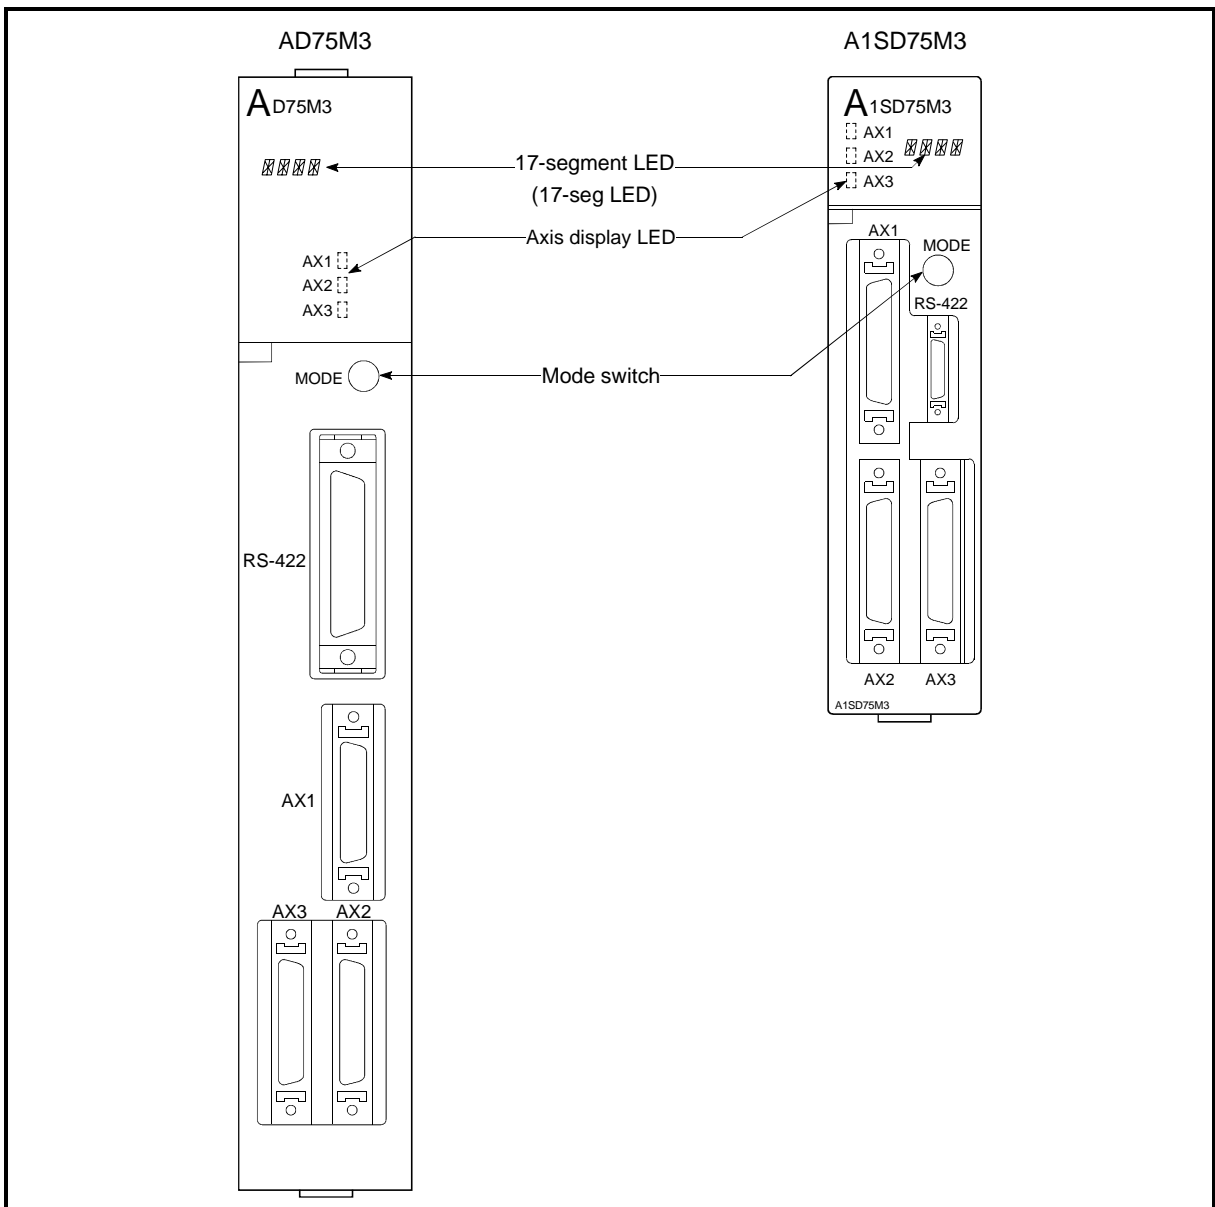 AD75M3
A1SD75M3
AD75M3
A1SD75M3
AX1
AX2
AX3
17-segment LED
(17-seg LED)
Axis display LED
AX1
AX2
AX3
AX1
MODE
RS-422
MODE
Mode switch
RS-422
AX2
AX3
A1SD75M3
AX1
AX3
AX2